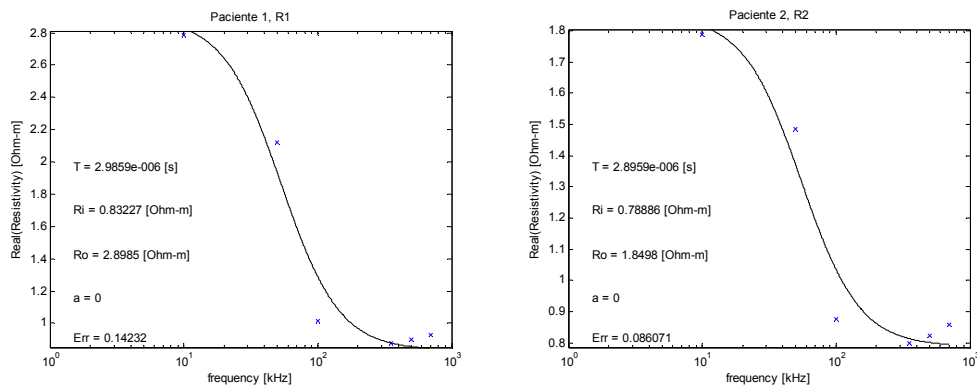 Paciente 1, R1
2.8
2.6
2.4
2.2
2
1.8
1.6
1.4
1.2
1
Real(Resistivity) [Ohm-m]
T = 2.9859e-006 [s]
Ri = 0.83227 [Ohm-m]
Ro = 2.8985 [Ohm-m]
a = 0
Err = 0.14232
10^0 10^1 10^2 10^3
frequency [kHz]
Paciente 2, R2
1.8
1.7
1.6
1.5
1.4
1.3
1.2
1.1
1
0.9
0.8
Real(Resistivity) [Ohm-m]
T = 2.8959e-006 [s]
Ri = 0.78886 [Ohm-m]
Ro = 1.8498 [Ohm-m]
a = 0
Err = 0.086071
10^0 10^1 10^2 10^3
frequency [kHz]